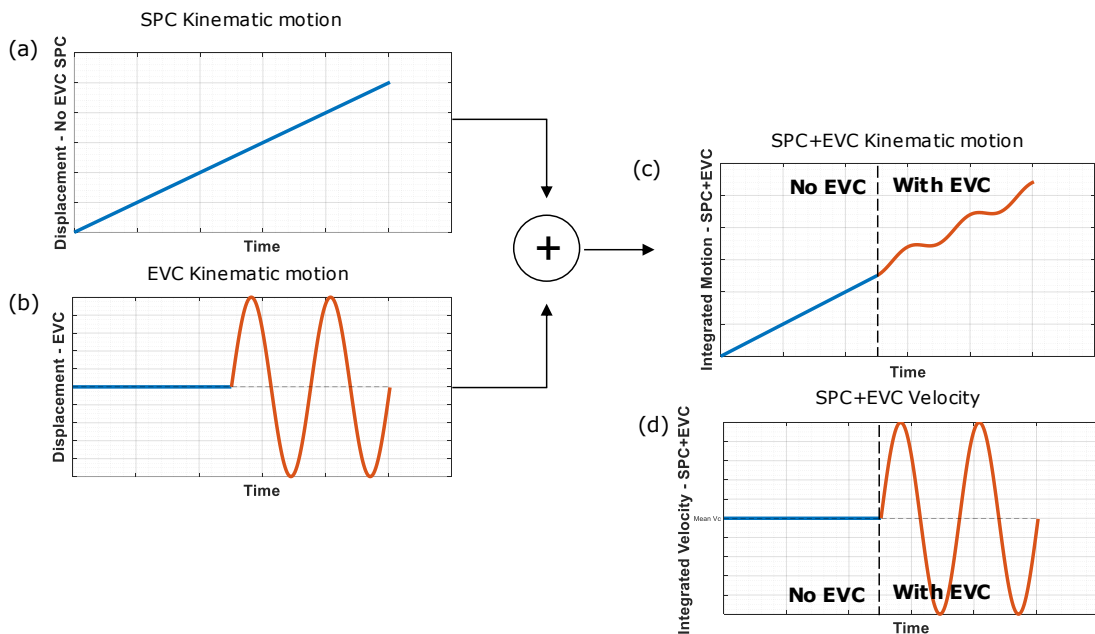 SPC Kinematic motion
(a)
Displacement - No EVC SPC
Time
EVC Kinematic motion
(b)
Displacement - EVC
Time
+
SPC+EVC Kinematic motion
(c)
Integrated Motion - SPC+EVC
No EVC
With EVC
Time
SPC+EVC Velocity
(d)
Integrated Velocity - SPC+EVC
Mean Vc
No EVC
With EVC
Time